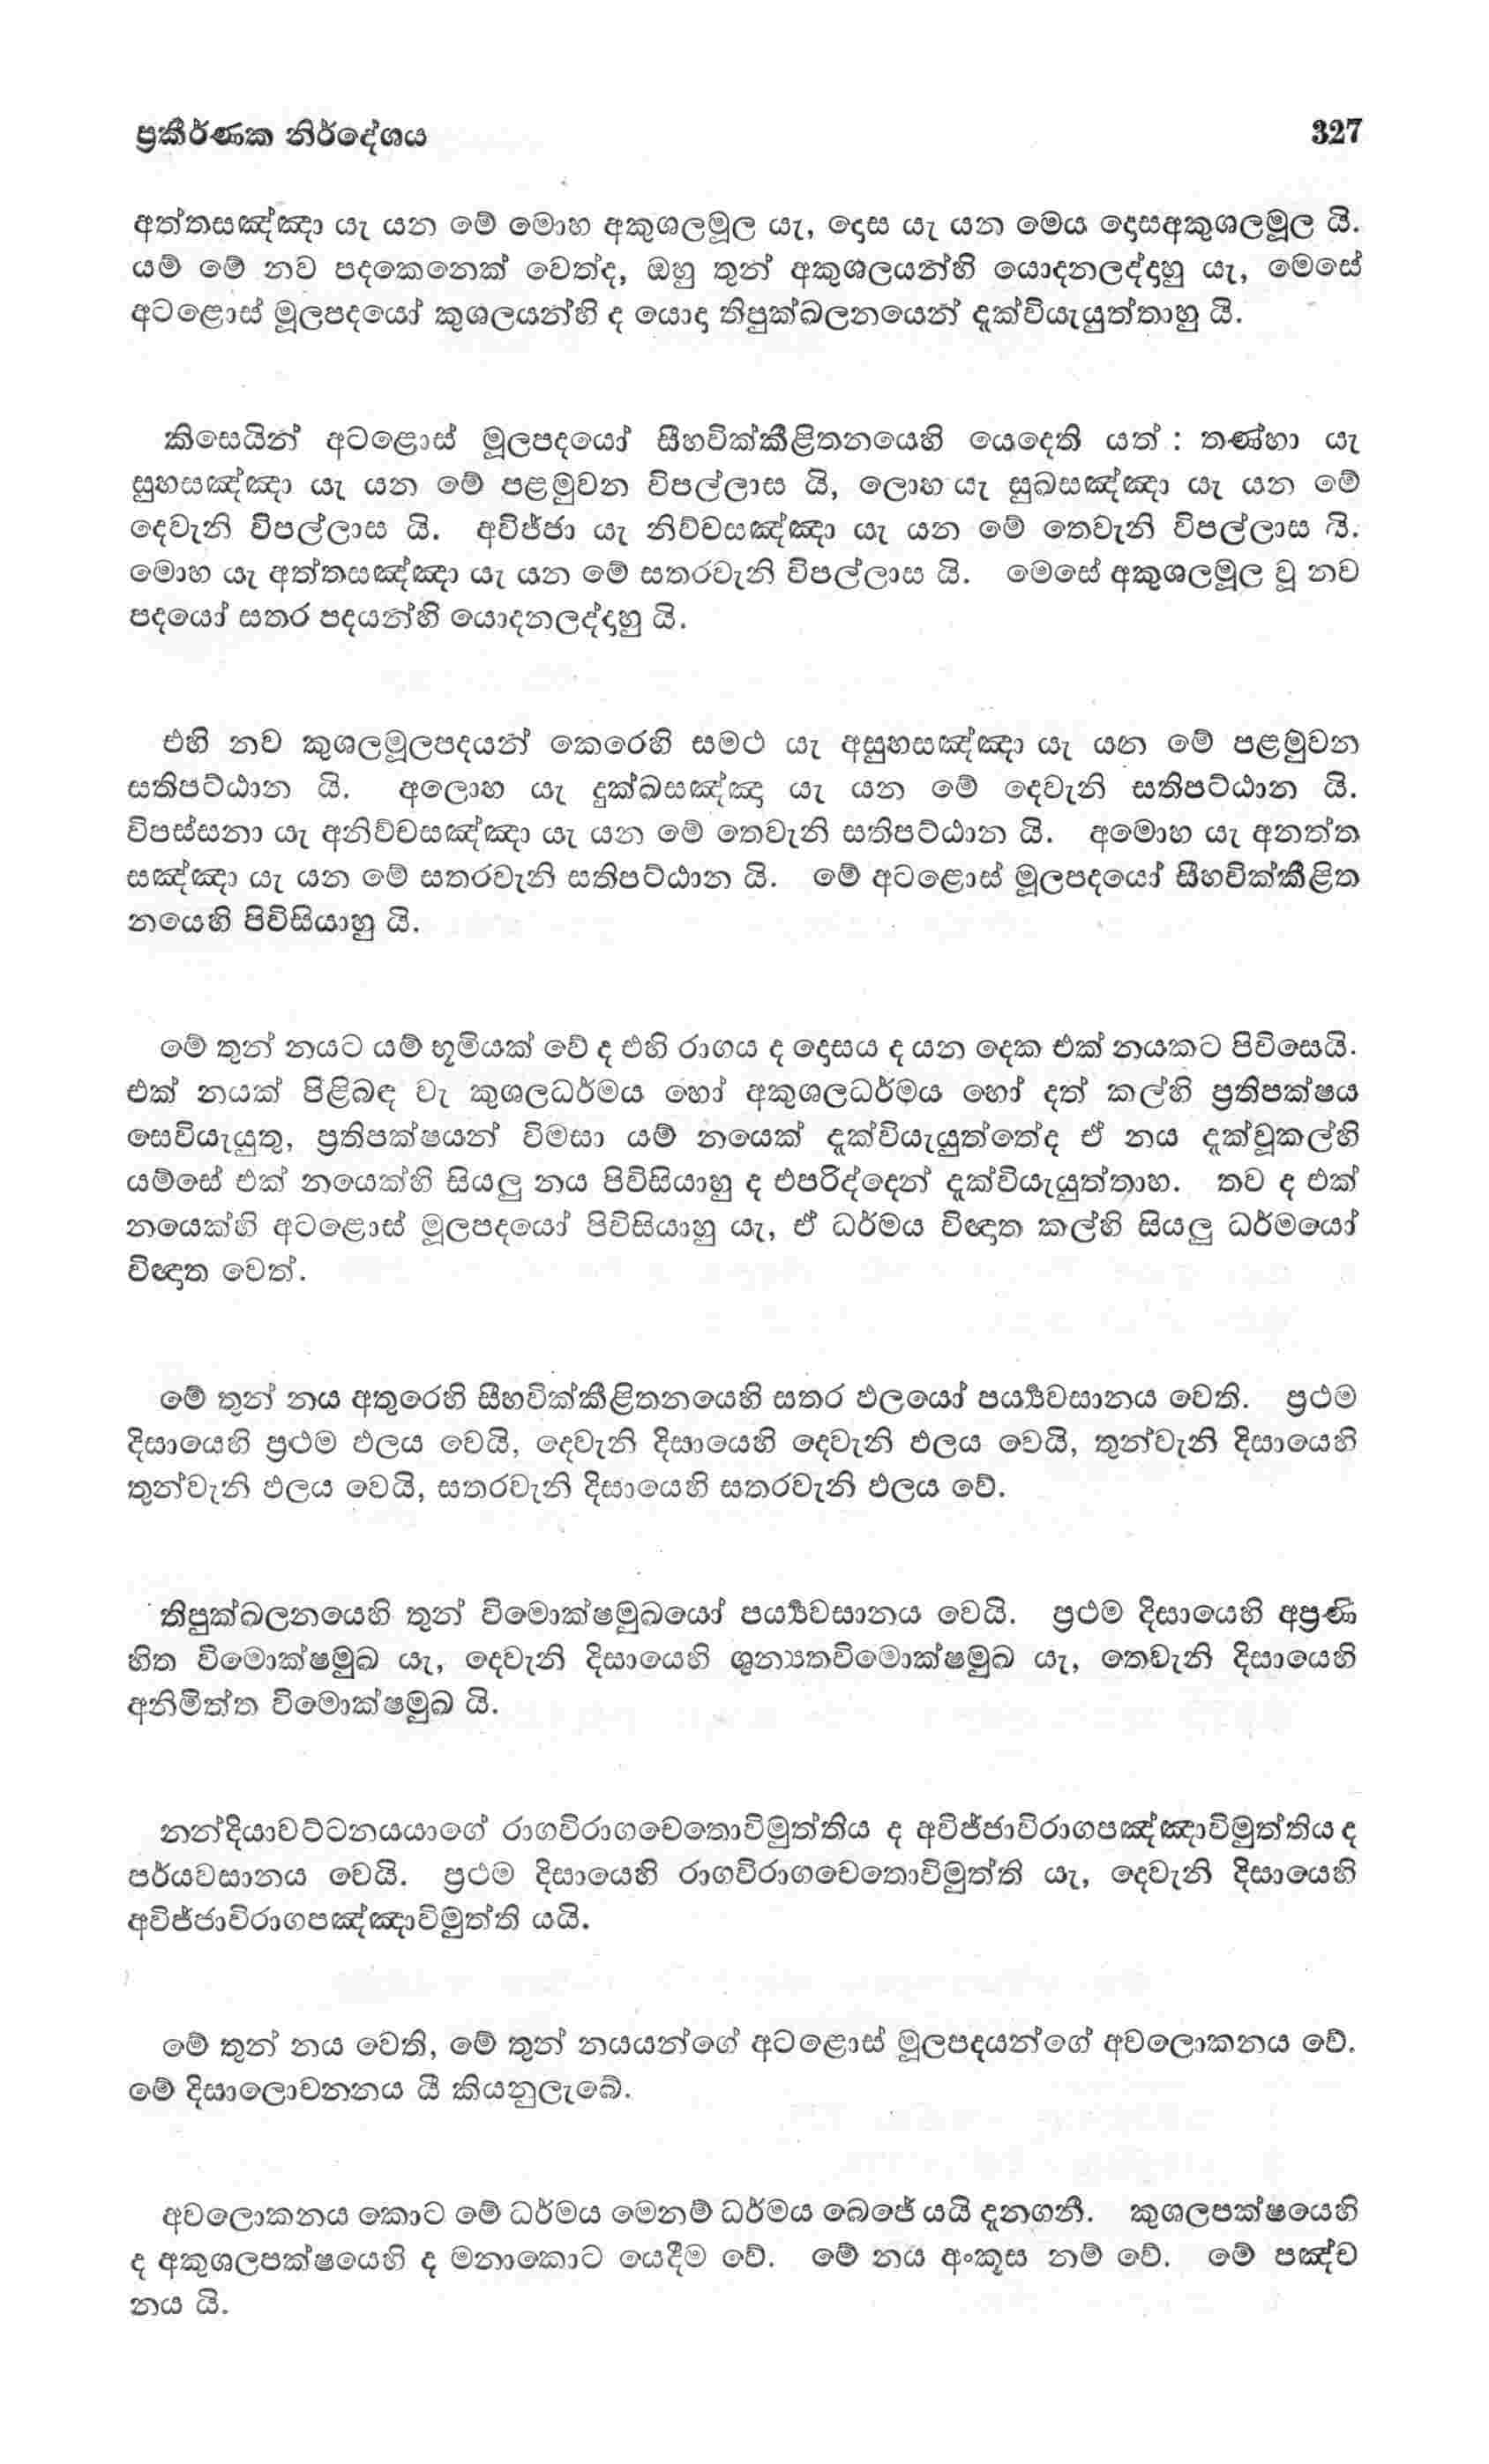 ප්‍රකීර්ණක නිර්දේශය 327
අත්තසඤ්ඤා යැ යන මේ මොහ අකුශලමූල යැ, දොස යැ යන මෙය දොසඅකුශලමූල යි.
යම් මේ නව පදකෙනෙක් වෙත්ද, ඔහු තුන් අකුශලයන්හි යොදනලද්දාහු යැ, මෙසේ
අටළොස් මූලපදයෝ කුශලයන්හි ද යොදා තිපුක්ඛලනයෙන් දැක්වියැයුත්තාහු යි.
කිසෙයින් අටළොස් මූලපදයෝ සීහවික්කීළිතනයෙහි යෙදෙති යත් : තණ්හා යැ
සුභසඤ්ඤා යැ යන මේ පළමුවන විපල්ලාස යි, ලොභ යැ සුඛසඤ්ඤා යැ යන මේ
දෙවැනි විපල්ලාස යි. අවිජ්ජා යැ නිච්චසඤ්ඤා යැ යන මේ තෙවැනි විපල්ලාස යි.
මොහ යැ අත්තසඤ්ඤා යැ යන මේ සතරවැනි විපල්ලාස යි. මෙසේ අකුශලමූල වූ නව
පදයෝ සතර පදයන්හි යොදනලද්දාහු යි.
එහි නව කුශලමූලපදයන් කෙරෙහි සමථ යැ අසුභසඤ්ඤා යැ යන මේ පළමුවන
සතිපට්ඨාන යි. අලොභ යැ දුක්ඛසඤ්ඤා යැ යන මේ දෙවැනි සතිපට්ඨාන යි.
විපස්සනා යැ අනිච්චසඤ්ඤා යැ යන මේ තෙවැනි සතිපට්ඨාන යි. අමොහ යැ අනත්ත
සඤ්ඤා යැ යන මේ සතරවැනි සතිපට්ඨාන යි. මේ අටළොස් මූලපදයෝ සීහවික්කීළිත
නයෙහි පිවිසියාහු යි.
මේ තුන් නයට යම් භූමියක් වේ ද එහි රාගය ද දොසය ද යන දෙක එක් නයකට පිවිසෙයි.
එක් නයක් පිළිබඳ වැ කුශලධර්මය හෝ අකුශලධර්මය හෝ දත් කල්හි ප්‍රතිපක්ෂය
සෙවියැයුතු, ප්‍රතිපක්ෂයන් විමසා යම් නයෙක් දැක්වියැයුත්තේද ඒ නය දැක්වූකල්හි
යම්සේ එක් නයෙක්හි සියලු නය පිවිසියාහු ද එපරිද්දෙන් දැක්වියැයුත්තාහ. තව ද එක්
නයෙක්හි අටළොස් මූලපදයෝ පිවිසියාහු යැ, ඒ ධර්මය විඥාත කල්හි සියලු ධර්මයෝ
විඥාත වෙත්.
මේ තුන් නය අතුරෙහි සීහවික්කීළිතනයෙහි සතර ඵලයෝ පර්‍ය්‍යවසානය වෙති. ප්‍රථම
දිසායෙහි ප්‍රථම ඵලය වෙයි, දෙවැනි දිසායෙහි දෙවැනි ඵලය වෙයි, තුන්වැනි දිසායෙහි
තුන්වැනි ඵලය වෙයි, සතරවැනි දිසායෙහි සතරවැනි ඵලය වේ.
තිපුක්ඛලනයෙහි තුන් විමොක්ෂමුඛයෝ පර්‍ය්‍යවසානය වෙයි. ප්‍රථම දිසායෙහි අප්‍රණි
හිත විමොක්ෂමුඛ යැ, දෙවැනි දිසායෙහි ශුන්‍යතවිමොක්ෂමුඛ යැ, තෙවැනි දිසායෙහි
අනිමිත්ත විමොක්ෂමුඛ යි.
නන්දියාවට්ටනයයාගේ රාගවිරාගචෙතොවිමුත්තිය ද අවිජ්ජාවිරාගපඤ්ඤාවිමුත්තිය ද
පර්යවසානය වෙයි. ප්‍රථම දිසායෙහි රාගවිරාගචෙතොවිමුත්ති යැ, දෙවැනි දිසායෙහි
අවිජ්ජාවිරාගපඤ්ඤාවිමුත්ති යයි.
මේ තුන් නය වෙති, මේ තුන් නයයන්ගේ අටළොස් මූලපදයන්ගේ අවලොකනය වේ.
මේ දිසාලොචනනය යී කියනුලැබේ.
අවලොකනය කොට මේ ධර්මය මෙනම් ධර්මය බෙජේ යයි දැනගනී. කුශලපක්ෂයෙහි
ද අකුශලපක්ෂයෙහි ද මනාකොට යෙදීම වේ. මේ නය අංකූස නම් වේ. මේ පඤ්ච
නය යි.